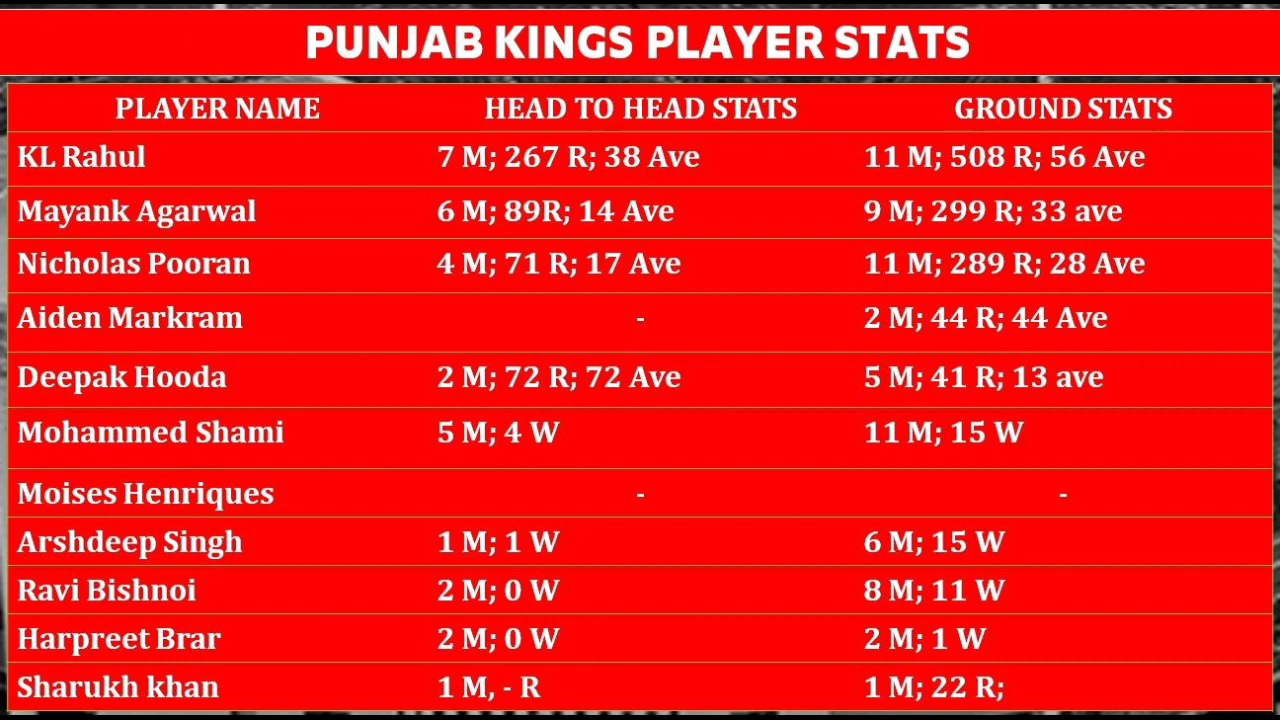 PUNJAB KINGS PLAYER STATS
PLAYER NAME HEAD TO HEAD STATS GROUND STATS
KL Rahul 7 M; 267 R; 38 Ave 11 M; 508 R; 56 Ave
Mayank Agarwal 6 M; 89R; 14 Ave 9 M; 299 R; 33 ave
Nicholas Pooran 4 M; 71 R; 17 Ave 11 M; 289 R; 28 Ave
Aiden Markram - 2 M; 44 R; 44 Ave
Deepak Hooda 2 M; 72 R; 72 Ave 5 M; 41 R; 13 ave
Mohammed Shami 5 M; 4 W 11 M; 15 W
Moises Henriques - -
Arshdeep Singh 1 M; 1 W 6 M; 15 W
Ravi Bishnoi 2 M; 0 W 8 M; 11 W
Harpreet Brar 2 M; 0 W 2 M; 1 W
Sharukh khan 1 M, - R 1 M; 22 R;